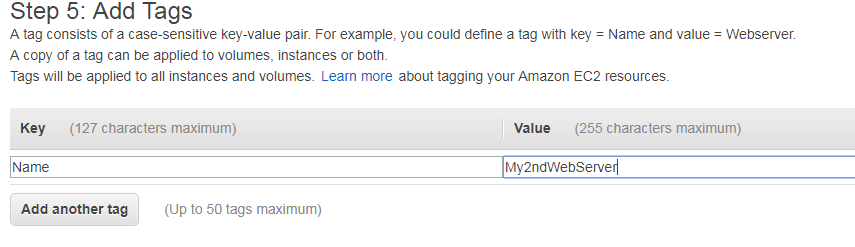 Step 5: Add Tags
A tag consists of a case-sensitive key-value pair. For example, you could define a tag with key = Name and value = Webserver.
A copy of a tag can be applied to volumes, instances or both.
Tags will be applied to all instances and volumes. Learn more about tagging your Amazon EC2 resources.
Key (127 characters maximum) Value (255 characters maximum)
Name My2ndWebServer
Add another tag (Up to 50 tags maximum)